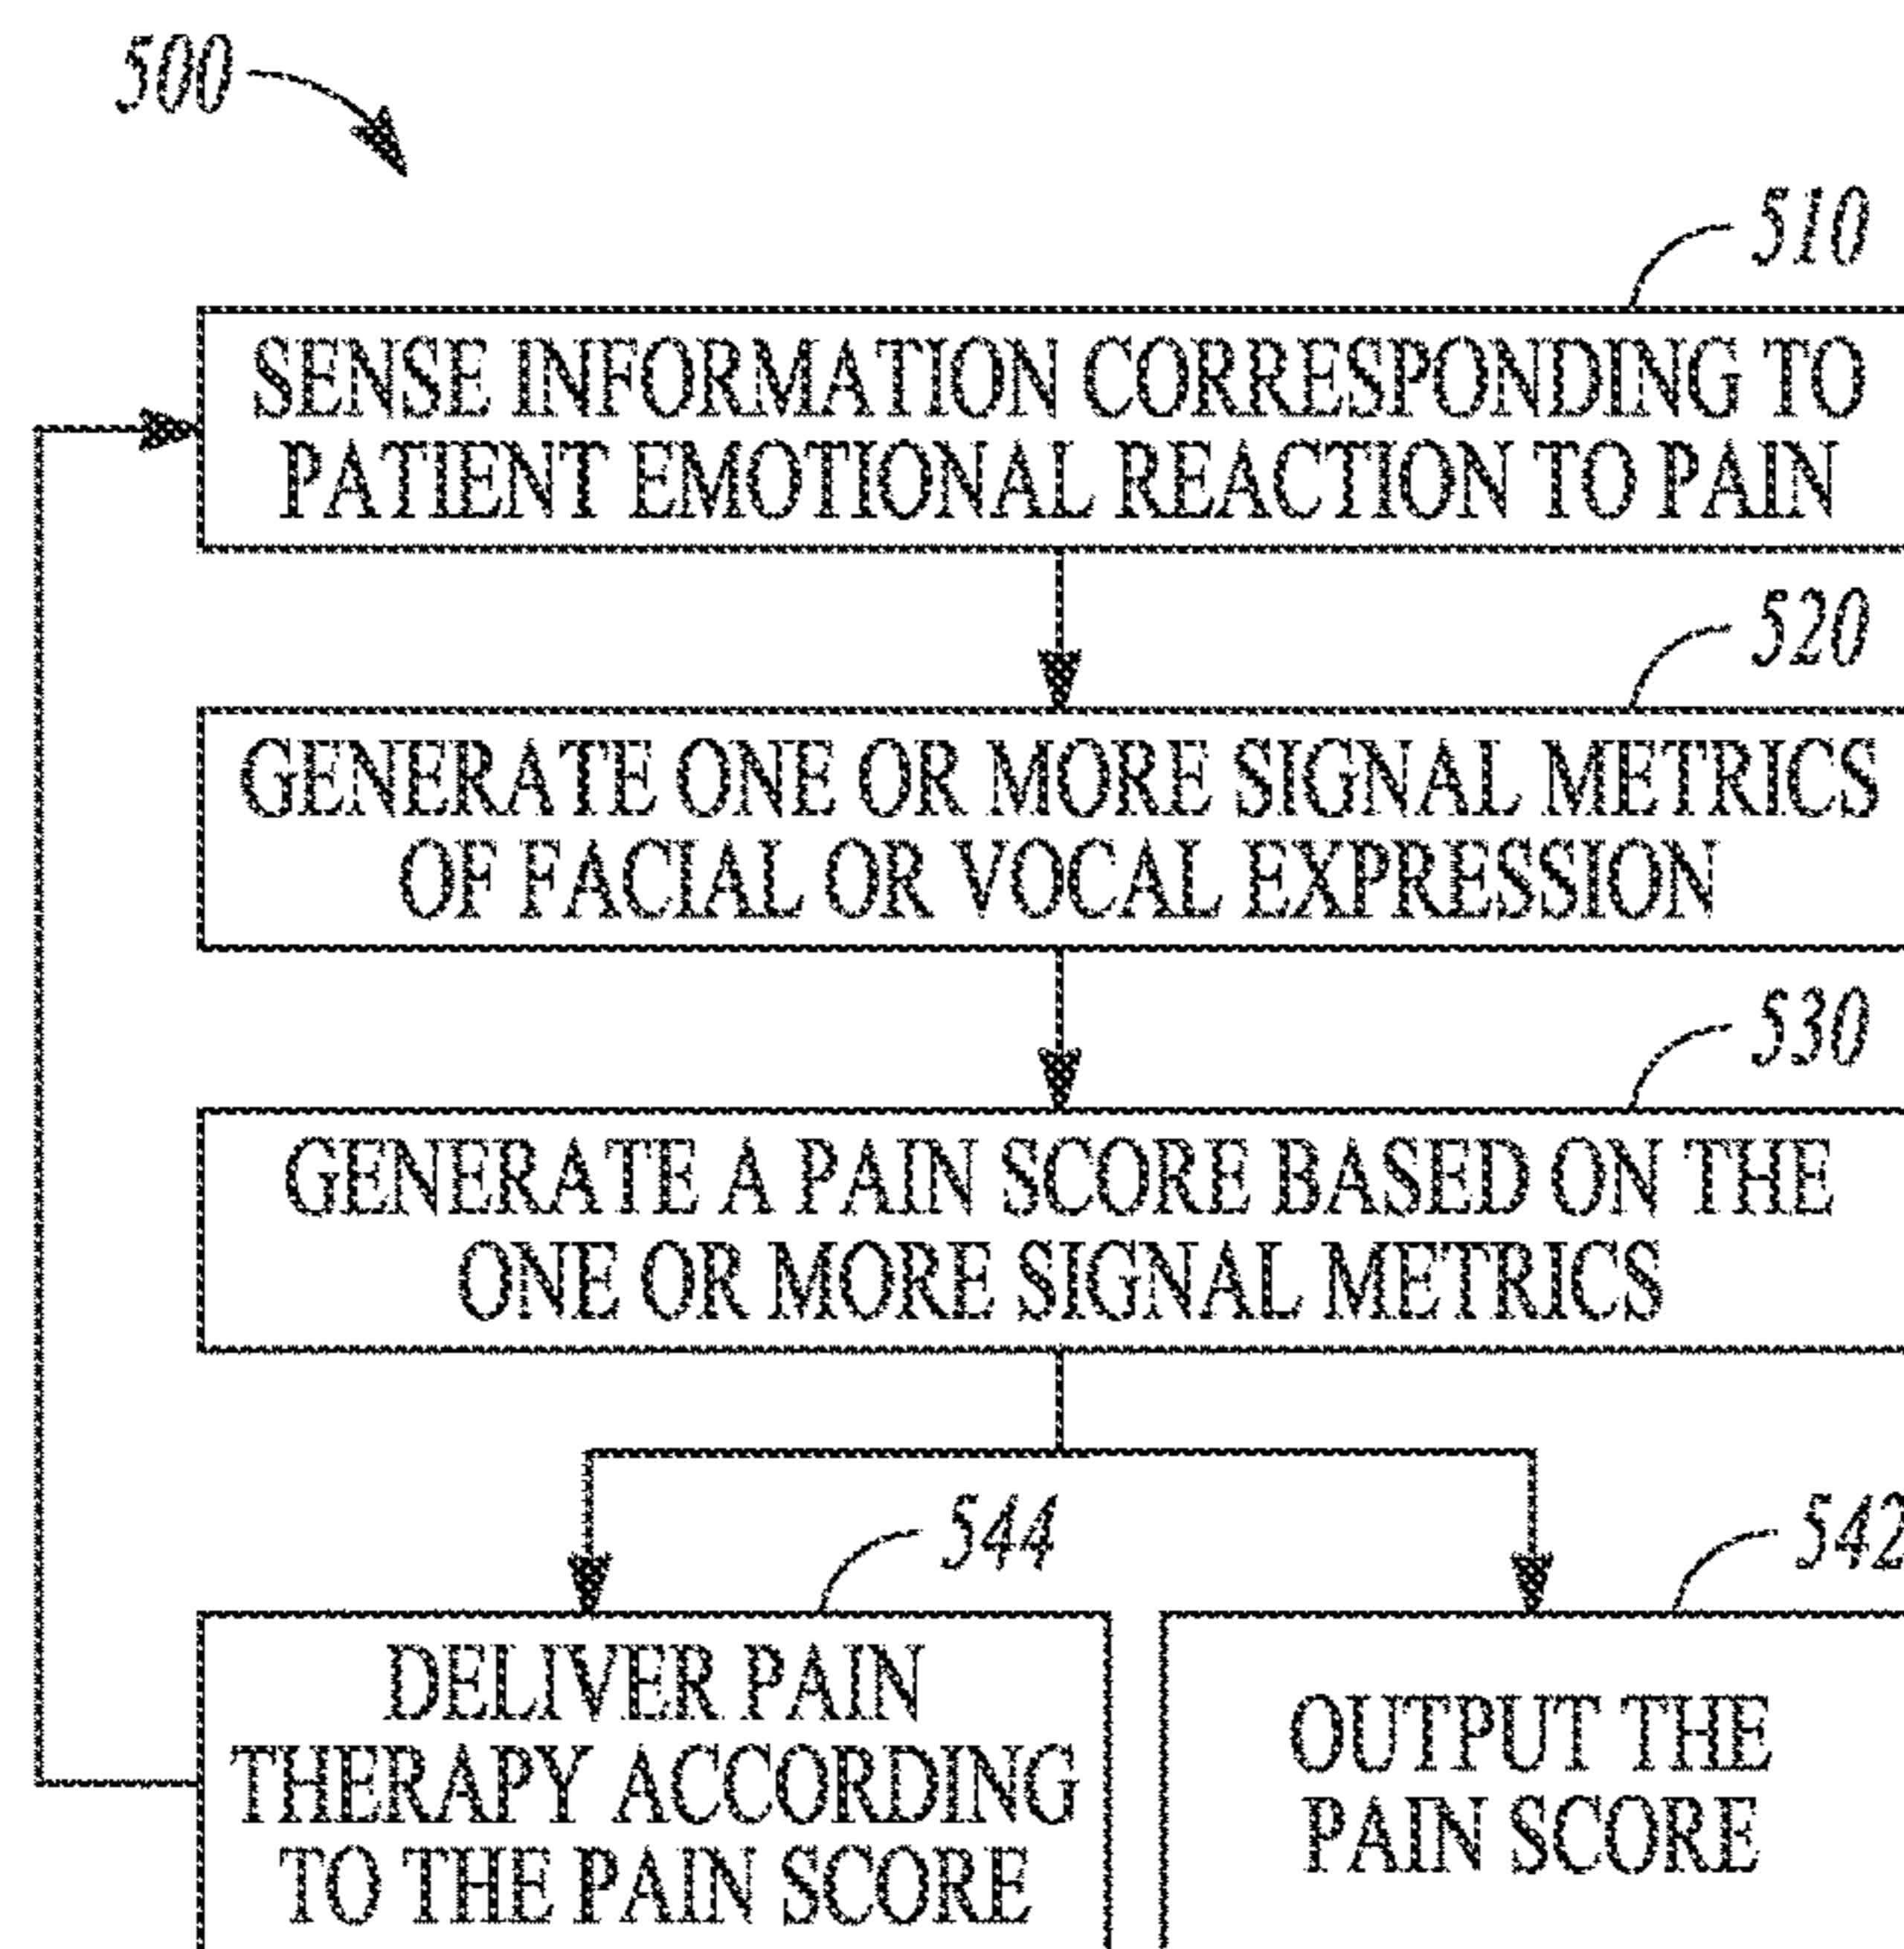 500
510
SENSE INFORMATION CORRESPONDING TO
PATIENT EMOTIONAL REACTION TO PAIN
520
GENERATE ONE OR MORE SIGNAL METRICS
OF FACIAL OR VOCAL EXPRESSION
530
GENERATE A PAIN SCORE BASED ON THE
ONE OR MORE SIGNAL METRICS
544
DELIVER PAIN
THERAPY ACCORDING
TO THE PAIN SCORE
542
OUTPUT THE
PAIN SCORE